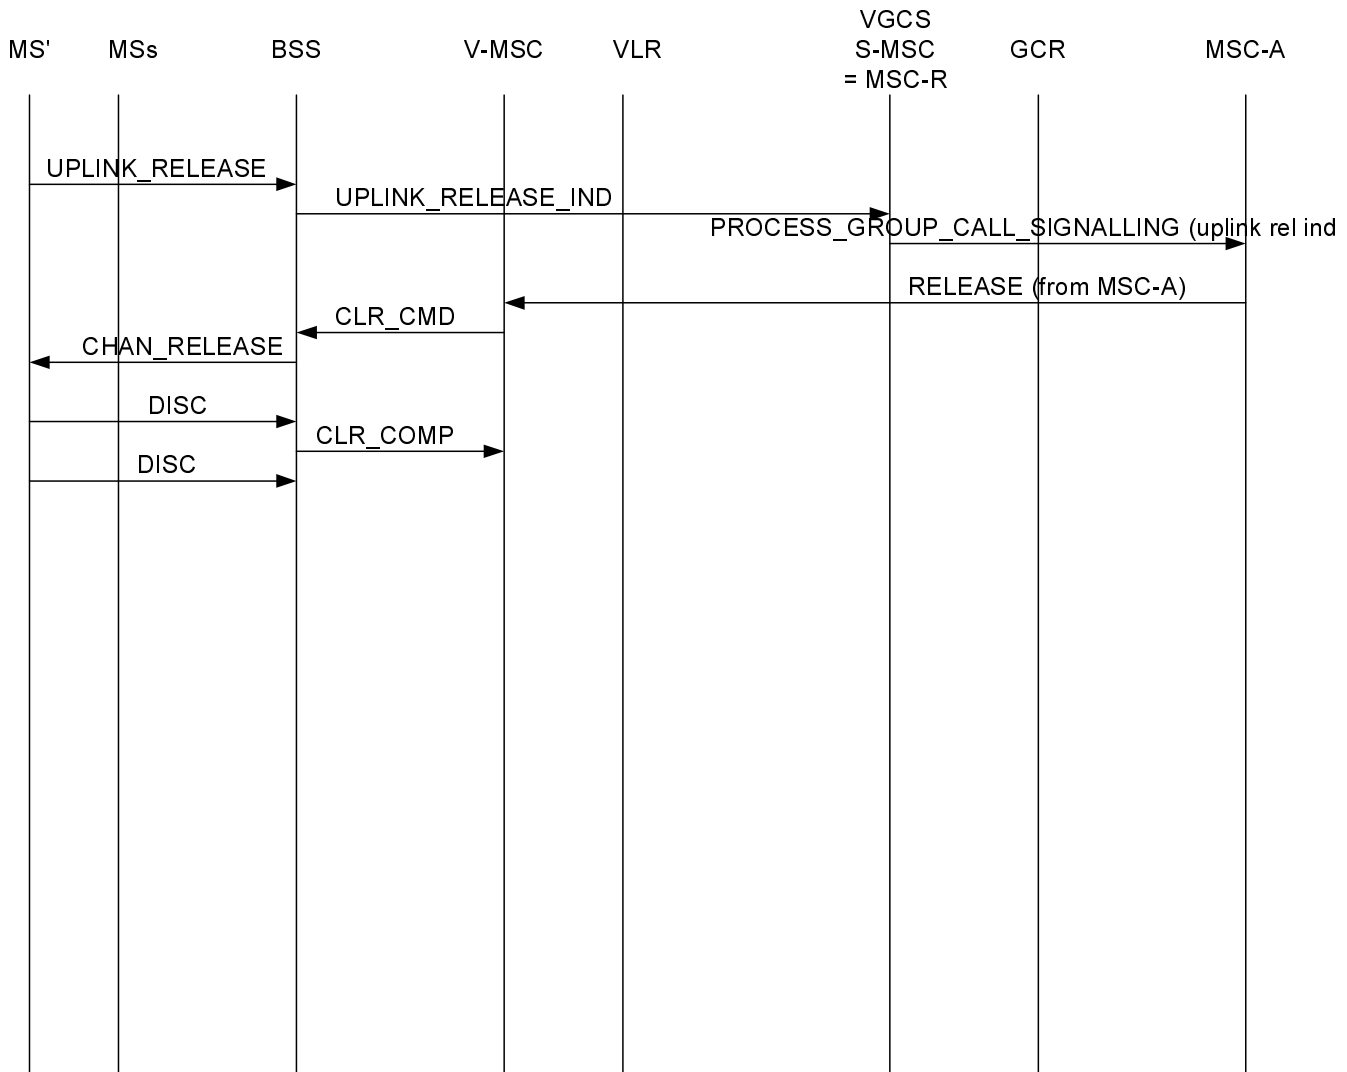 VGCS
MS' MSs BSS V-MSC VLR S-MSC GCR MSC-A
= MSC-R
UPLINK_RELEASE
UPLINK_RELEASE_IND
PROCESS_GROUP_CALL_SIGNALLING (uplink rel ind
RELEASE (from MSC-A)
CLR_CMD
CHAN_RELEASE
DISC
CLR_COMP
DISC